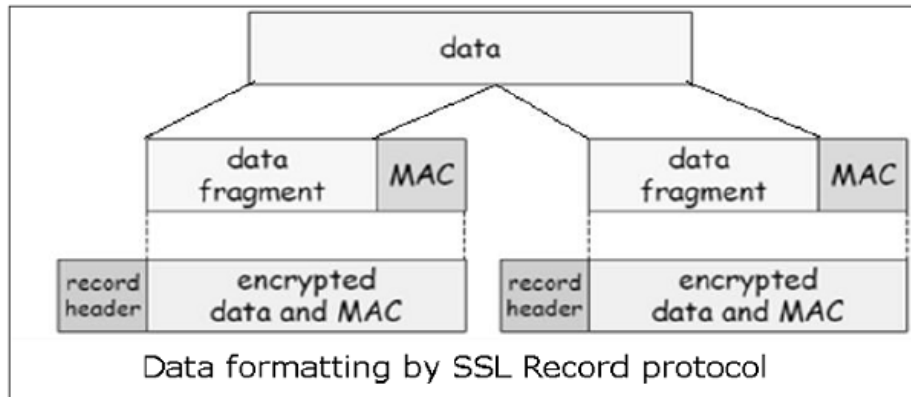 data
data
fragment
MAC
data
fragment
MAC
record
header
encrypted
data and MAC
record
header
encrypted
data and MAC
Data formatting by SSL Record protocol